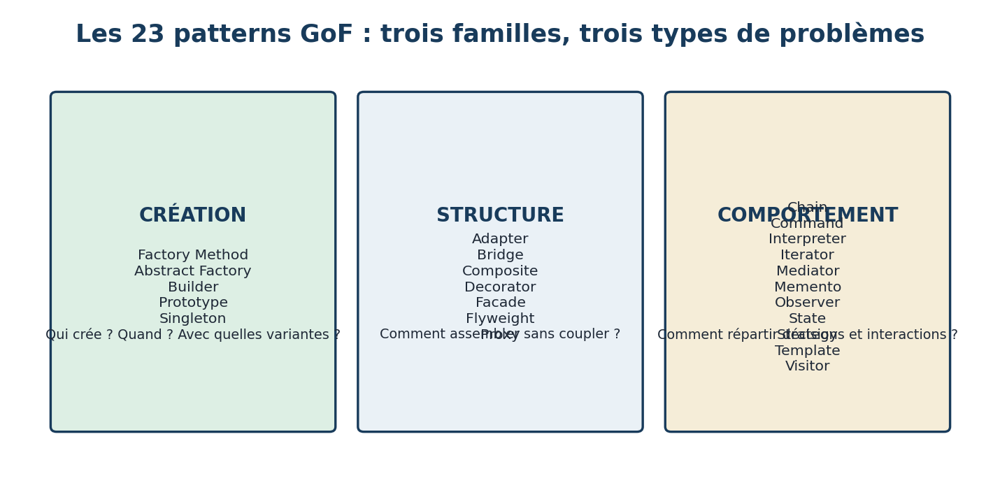 Les 23 patterns GoF : trois familles, trois types de problèmes
CRÉATION
Factory Method
Abstract Factory
Builder
Prototype
Singleton
Qui crée ? Quand ? Avec quelles variantes ?
STRUCTURE
Adapter
Bridge
Composite
Decorator
Facade
Flyweight
Proxy
Comment assembler sans coupler ?
COMPORTEMENT
Chain
Command
Interpreter
Iterator
Mediator
Memento
Observer
State
Strategy
Template
Visitor
Comment répartir décisions et interactions ?